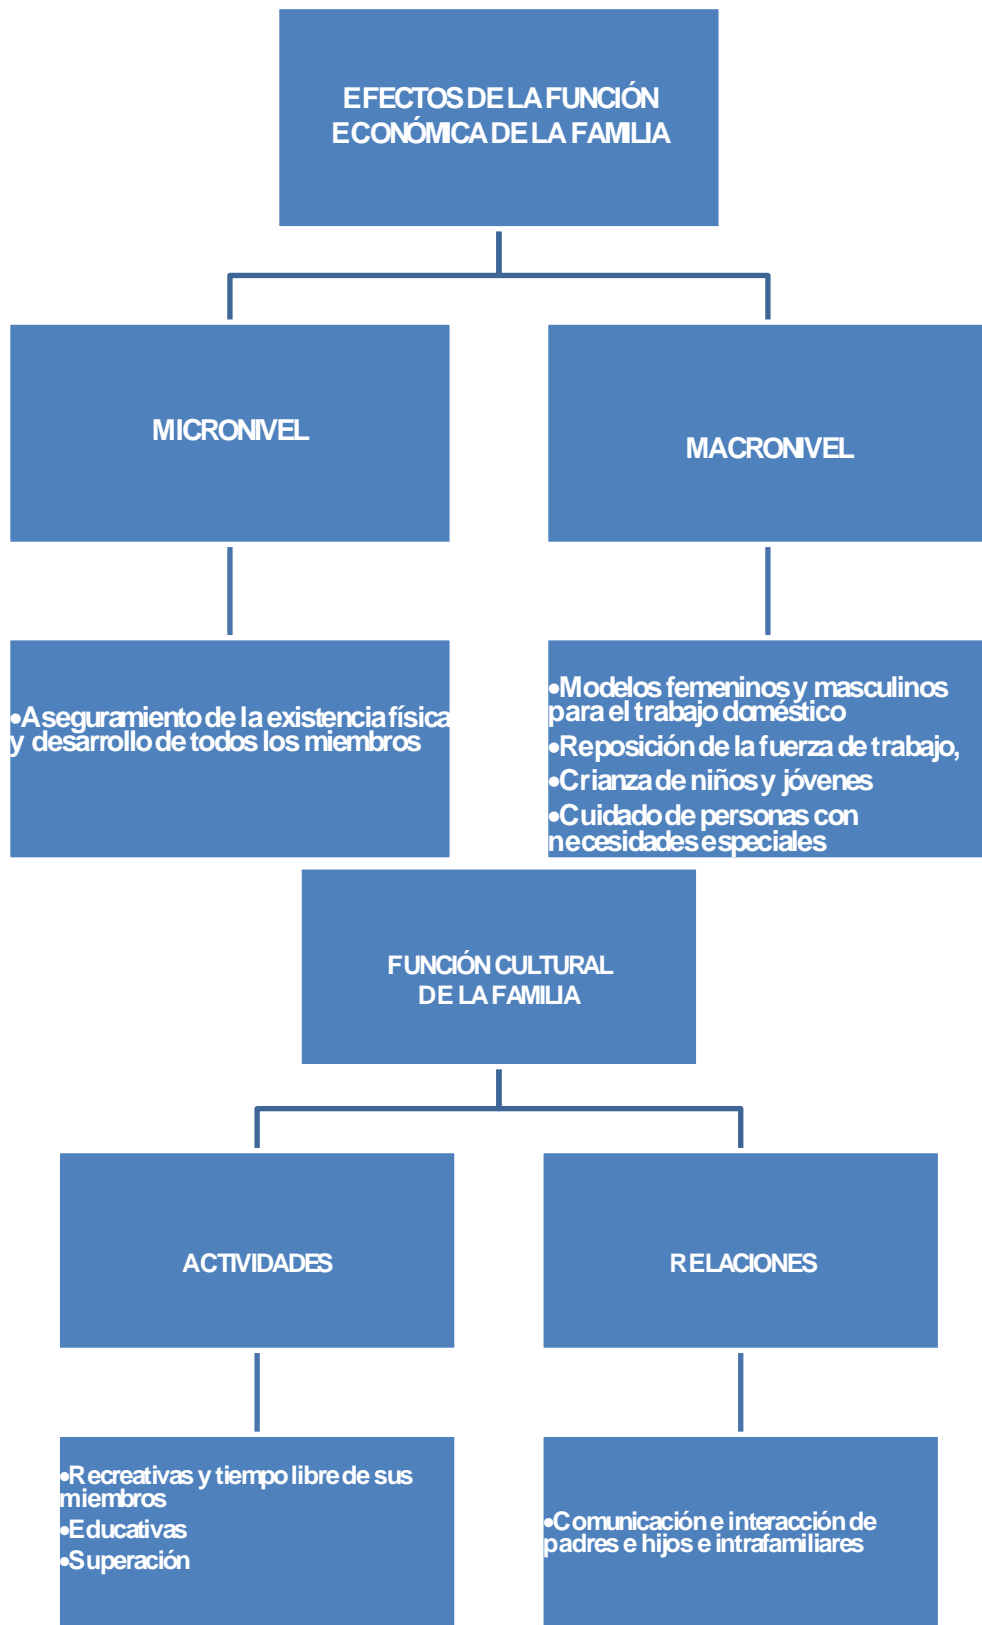 EFECTOS DE LA FUNCIÓN
ECONÓMICA DE LA FAMILIA
MICRONIVEL
MACRONIVEL
•Aseguramiento de la existencia física
y desarrollo de todos los miembros
•Modelos femeninos y masculinos
para el trabajo doméstico
•Reposición de la fuerza de trabajo,
•Crianza de niños y jóvenes
•Cuidado de personas con
necesidades especiales
FUNCIÓN CULTURAL
DE LA FAMILIA
ACTIVIDADES
RELACIONES
•Recreativas y tiempo libre de sus
miembros
•Educativas
•Superación
•Comunicación e interacción de
padres e hijos e intrafamiliares